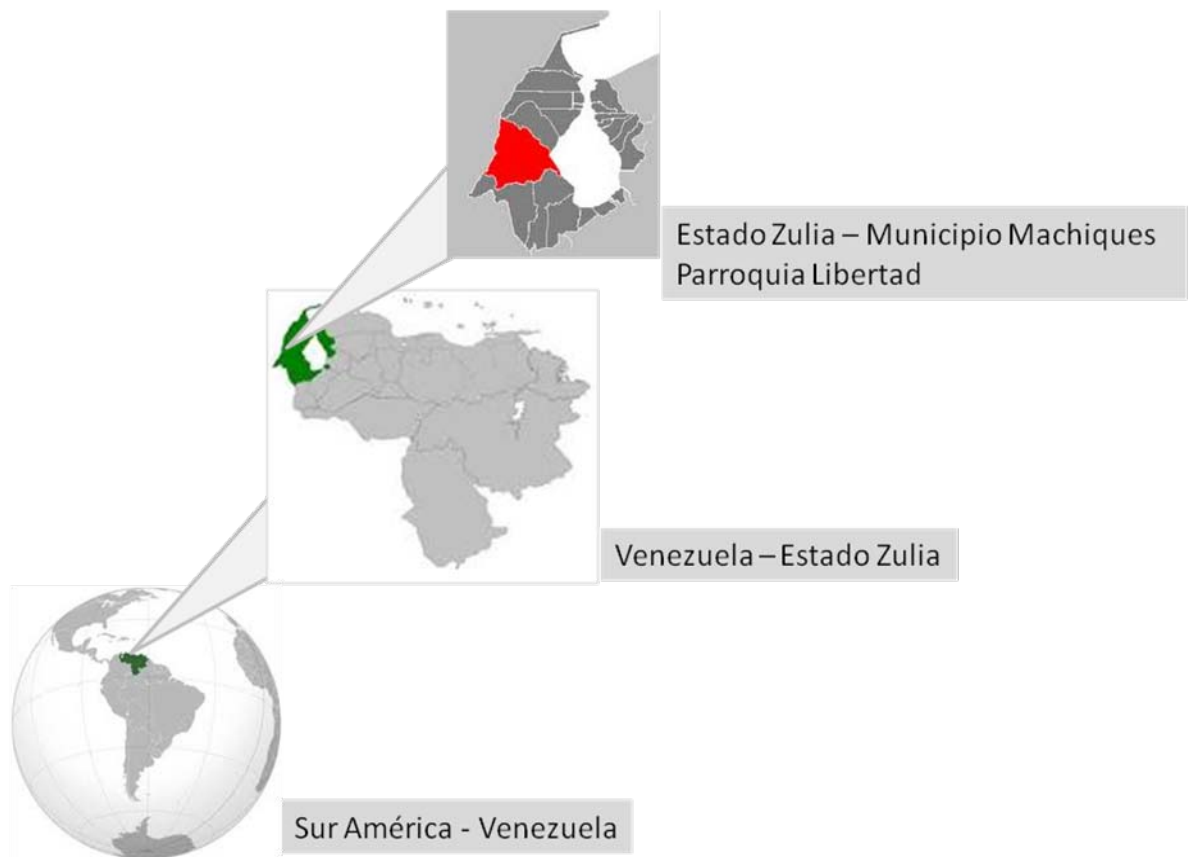 Estado Zulia – Municipio Machiques
Parroquia Libertad
Venezuela – Estado Zulia
Sur América - Venezuela